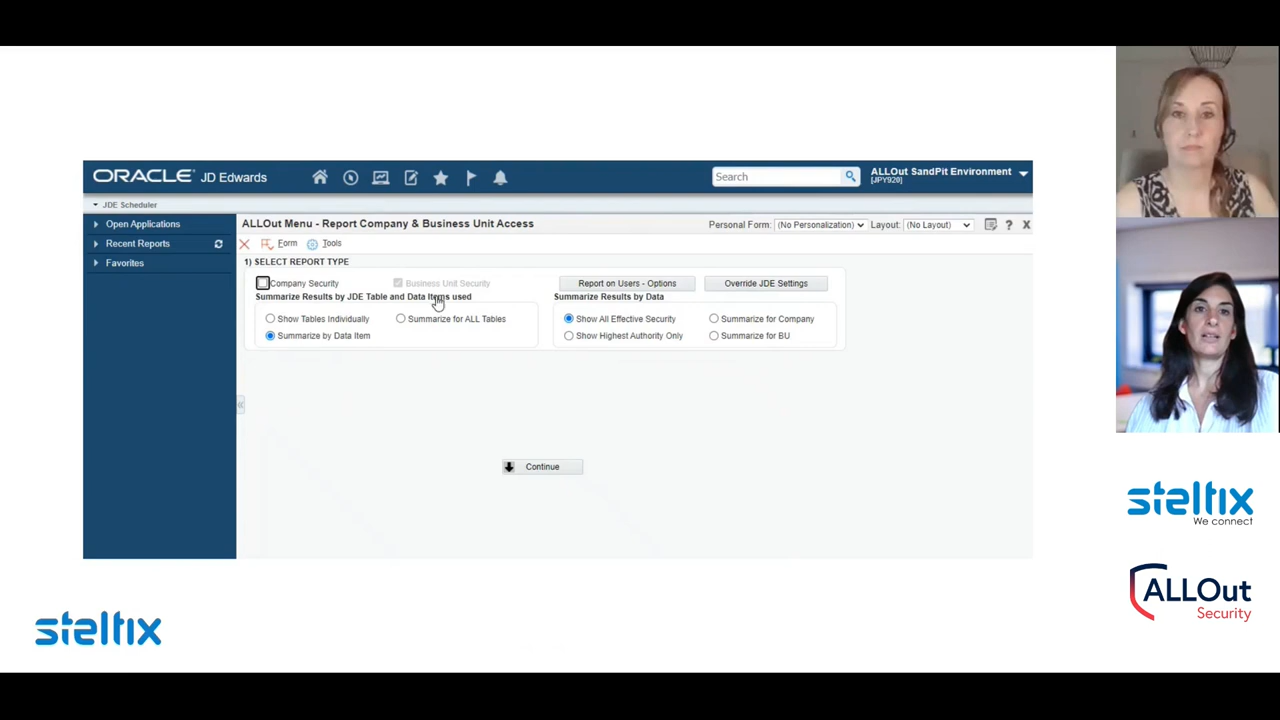 ORACLE JD Edwards
Search
ALLOut SandPit Environment
[JPY920]
JDE Scheduler
Open Applications
Recent Reports
Favorites
ALLOut Menu - Report Company & Business Unit Access
Personal Form: (No Personalization) Layout: (No Layout)
Form Tools
1) SELECT REPORT TYPE
Company Security
Business Unit Security
Report on Users - Options
Override JDE Settings
Summarize Results by JDE Table and Data Items used
Summarize Results by Data
Show Tables Individually
Summarize for ALL Tables
Show All Effective Security
Summarize for Company
Summarize by Data Item
Show Highest Authority Only
Summarize for BU
Continue
steltix
We connect
ALLOut
Security
steltix